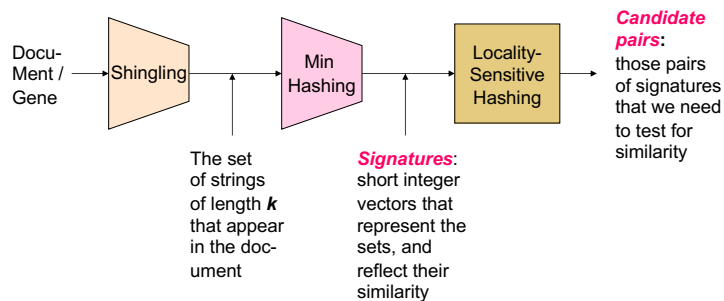 Docu-
Ment /
Gene
Shingling
Min
Hashing
Locality-
Sensitive
Hashing
Candidate
pairs:
those pairs
of signatures
that we need
to test for
similarity
The set
of strings
of length k
that appear
in the doc-
ument
Signatures:
short integer
vectors that
represent the
sets, and
reflect their
similarity